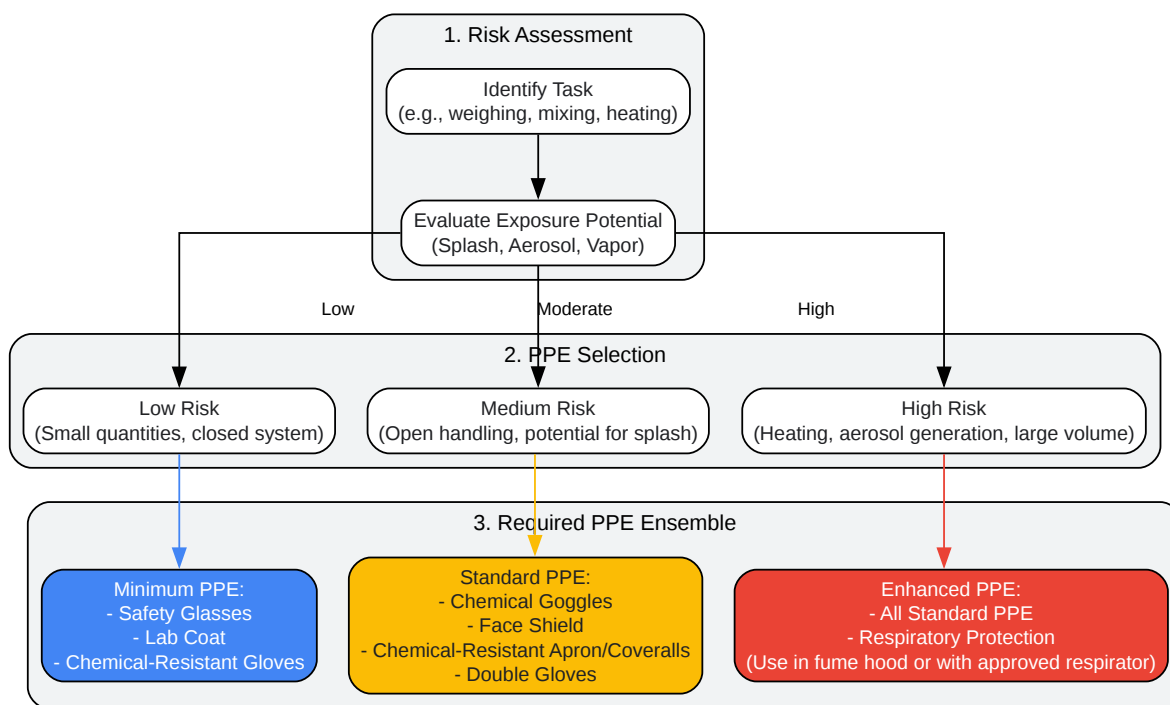 1. Risk Assessment
Identify Task
(e.g., weighing, mixing, heating)
Evaluate Exposure Potential
(Splash, Aerosol, Vapor)
Low
Moderate
High
2. PPE Selection
Low Risk
(Small quantities, closed system)
Medium Risk
(Open handling, potential for splash)
High Risk
(Heating, aerosol generation, large volume)
3. Required PPE Ensemble
Minimum PPE:
- Safety Glasses
- Lab Coat
- Chemical-Resistant Gloves
Standard PPE:
- Chemical Goggles
- Face Shield
- Chemical-Resistant Apron/Coveralls
- Double Gloves
Enhanced PPE:
- All Standard PPE
- Respiratory Protection
(Use in fume hood or with approved respirator)